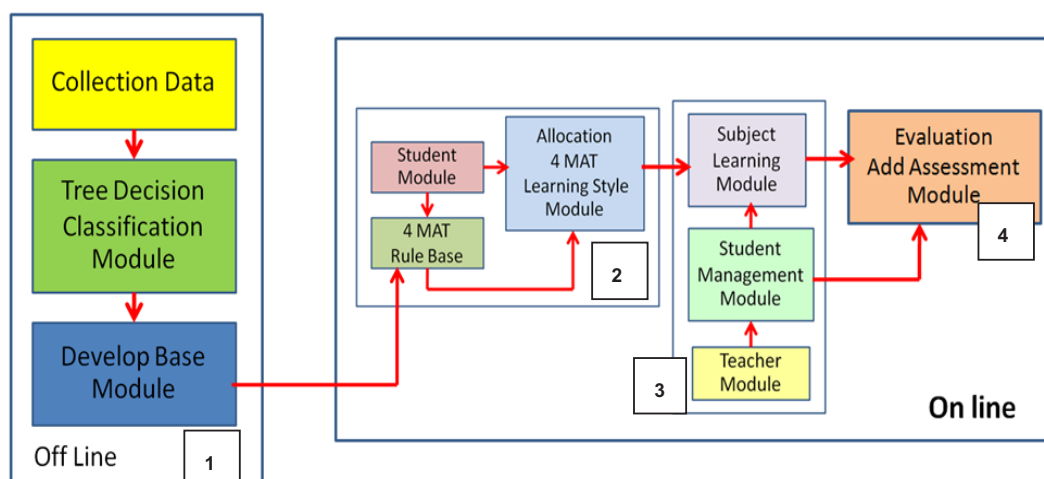 Collection Data
Tree Decision
Classification
Module
Develop Base
Module
Off Line
1
Student
Module
4 MAT
Rule Base
Allocation
4 MAT
Learning Style
Module
2
Subject
Learning
Module
Student
Management
Module
Teacher
Module
3
Evaluation
Add Assessment
Module
4
On line